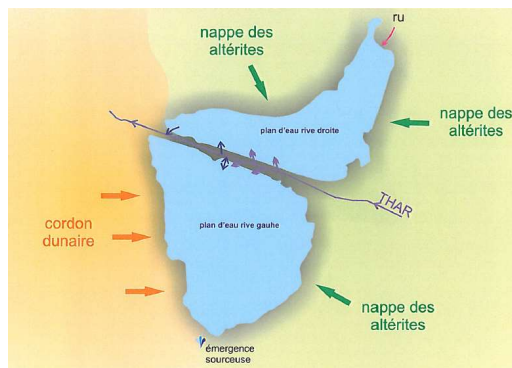 ru
nappe des
altérites
plan d'eau rive droite
nappe des
altérites
THAR
cordon
dunaire
plan d'eau rive gauhe
nappe des
altérites
émergence
sourceuse